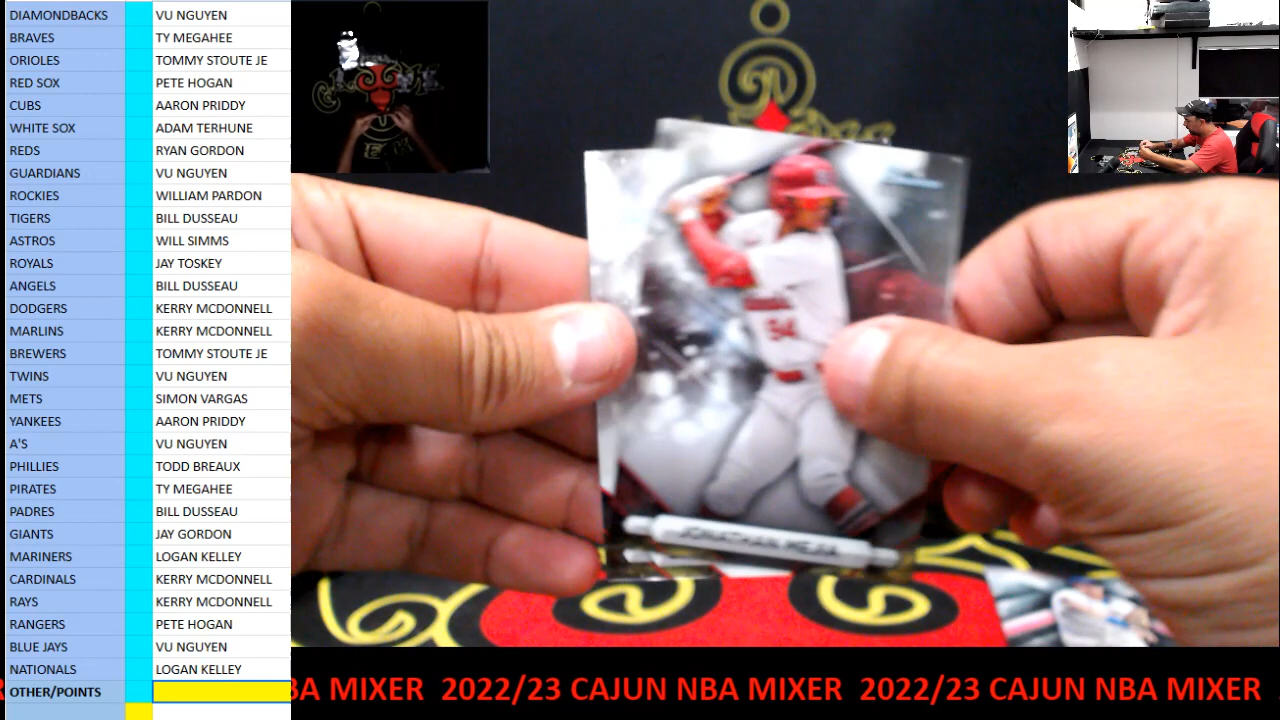 DIAMONDBACKS VU NGUYEN
BRAVES TY MEGAHEE
ORIOLES TOMMY STOUTE JE
RED SOX PETE HOGAN
CUBS AARON PRIDDY
WHITE SOX ADAM TERHUNE
REDS RYAN GORDON
GUARDIANS VU NGUYEN
ROCKIES WILLIAM PARDON
TIGERS BILL DUSSEAU
ASTROS WILL SIMMS
ROYALS JAY TOSKEY
ANGELS BILL DUSSEAU
DODGERS KERRY MCDONNELL
MARLINS KERRY MCDONNELL
BREWERS TOMMY STOUTE JE
TWINS VU NGUYEN
METS SIMON VARGAS
YANKEES AARON PRIDDY
A'S VU NGUYEN
PHILLIES TODD BREAUX
PIRATES TY MEGAHEE
PADRES BILL DUSSEAU
GIANTS JAY GORDON
MARINERS LOGAN KELLEY
CARDINALS KERRY MCDONNELL
RAYS KERRY MCDONNELL
RANGERS PETE HOGAN
BLUE JAYS VU NGUYEN
NATIONALS LOGAN KELLEY
OTHER/POINTS
94
JONATHAN MEJIA
BA MIXER 2022/23 CAJUN NBA MIXER 2022/23 CAJUN NBA MIXER